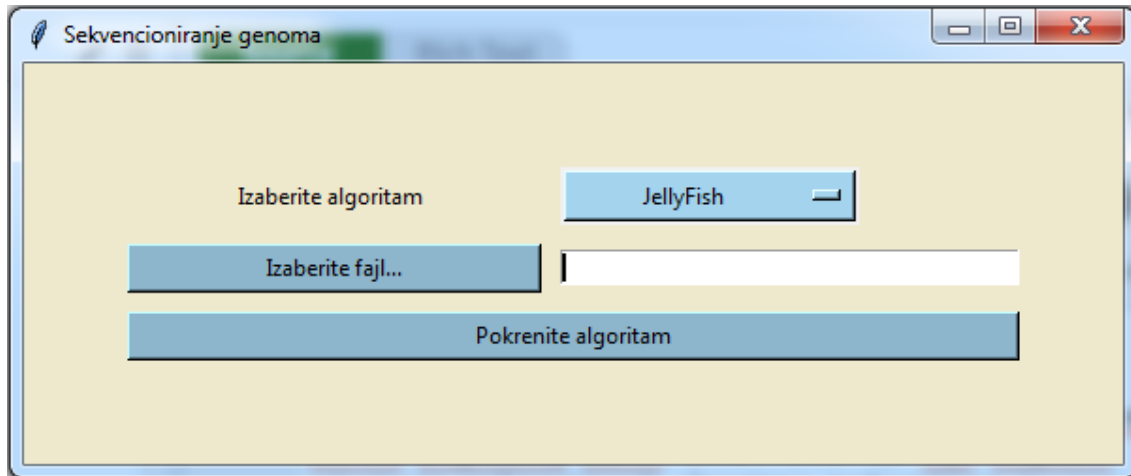 Sekvencioniranje genoma
Izaberite algoritam JellyFish
Izaberite fajl...
Pokrenite algoritam